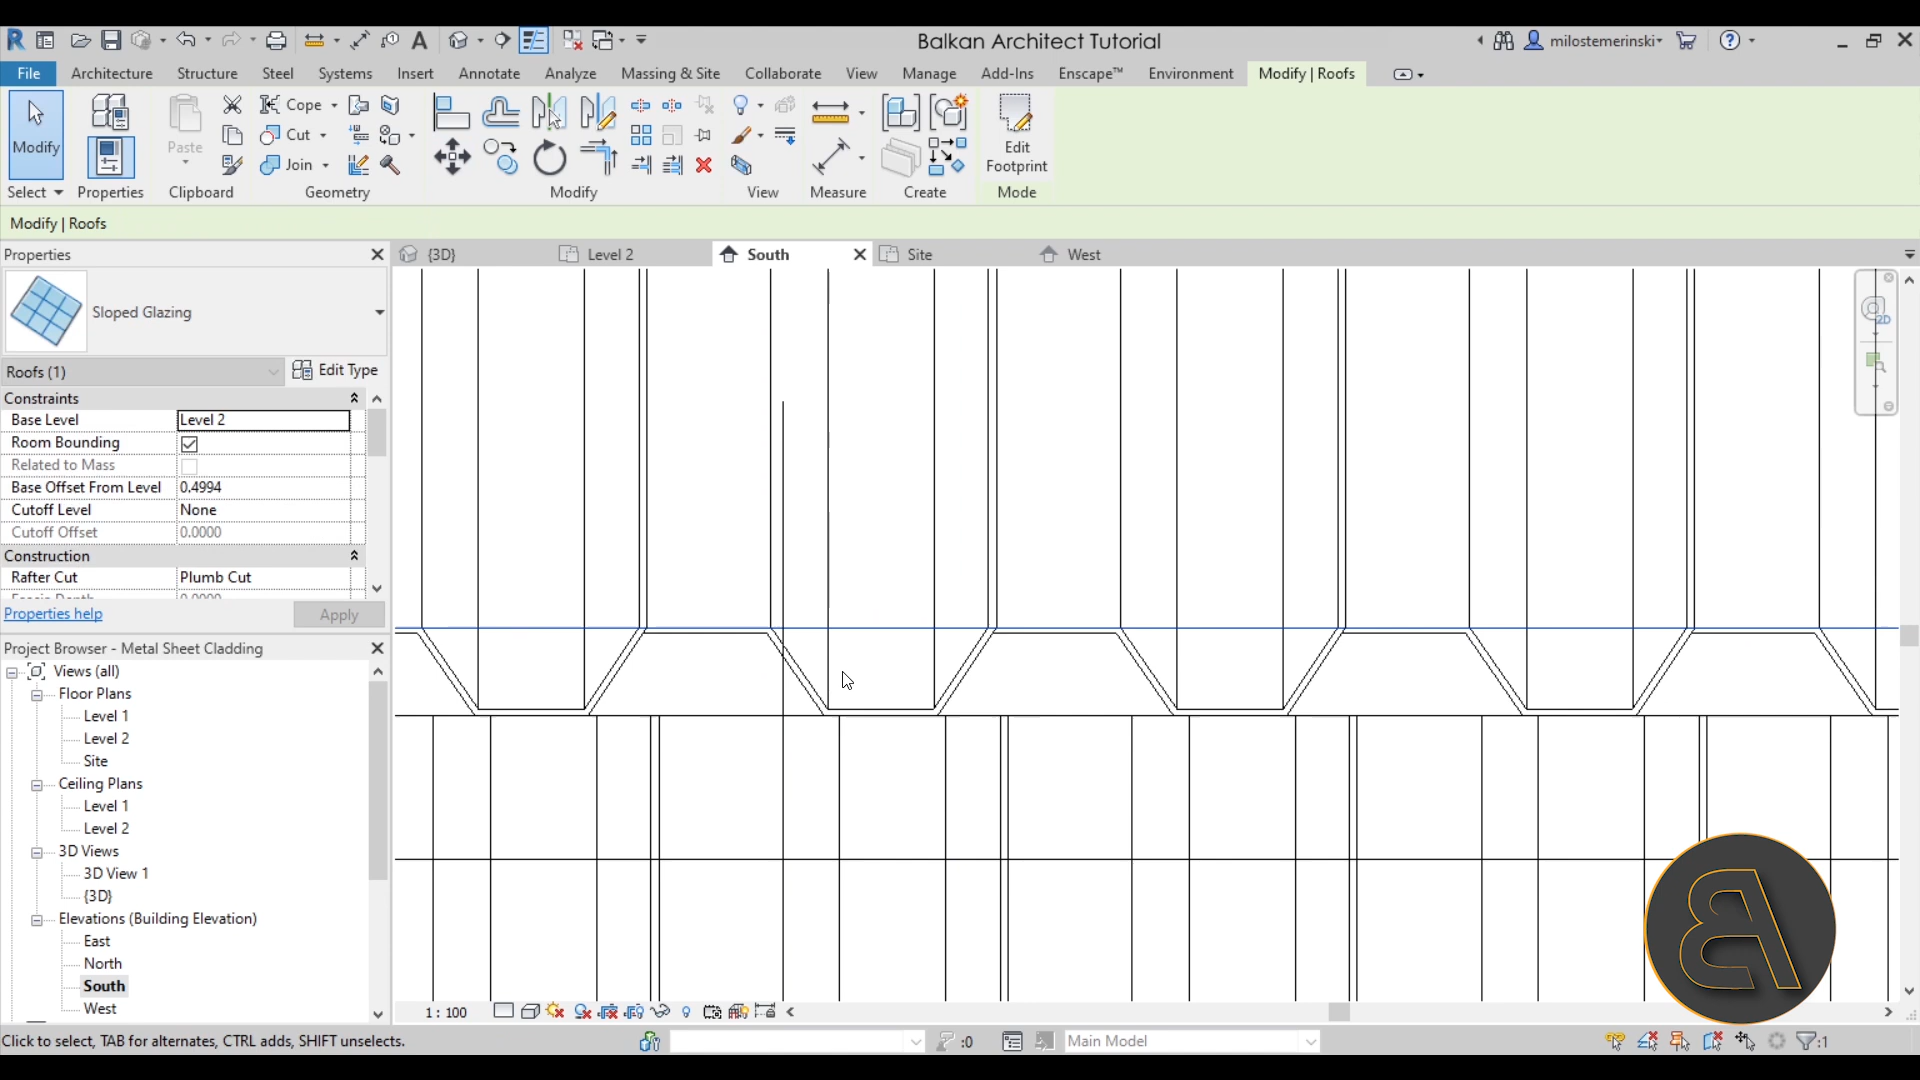 Balkan Architect Tutorial
milostemerinski
File Architecture Structure Steel Systems Insert Annotate Analyze Massing & Site Collaborate View Manage Add-Ins Enscape™ Environment Modify | Roofs
Modify
Paste
Cope
Cut
Join
Edit
Footprint
Select Properties Clipboard Geometry Modify View Measure Create Mode
Modify | Roofs
Properties
{3D} Level 2 South Site West
Sloped Glazing
Roofs (1) Edit Type
Constraints
Base Level Level 2
Room Bounding
Related to Mass
Base Offset From Level 0.4994
Cutoff Level None
Cutoff Offset 0.0000
Construction
Rafter Cut Plumb Cut
Properties help Apply
Project Browser - Metal Sheet Cladding
Views (all)
Floor Plans
Level 1
Level 2
Site
Ceiling Plans
Level 1
Level 2
3D Views
3D View 1
{3D}
Elevations (Building Elevation)
East
North
South
West
2D
1 : 100
Click to select, TAB for alternates, CTRL adds, SHIFT unselects.
:0
Main Model
:1